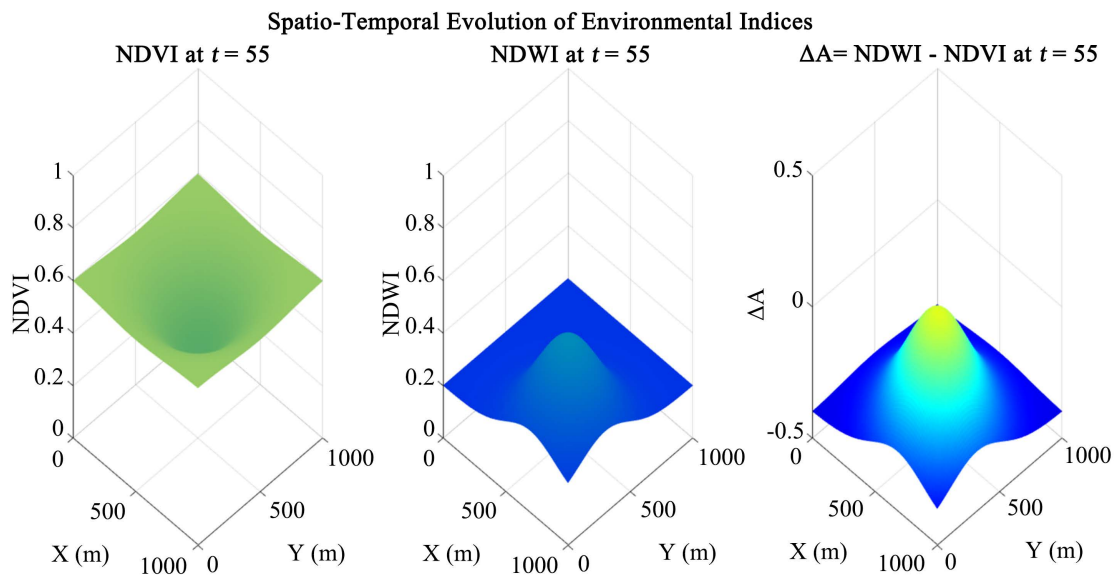 Spatio-Temporal Evolution of Environmental Indices
NDVI at t = 55
1
0.8
0.6
0.4
0.2
0
NDVI
0
500
1000
X (m)
0
500
1000
Y (m)
NDWI at t = 55
1
0.8
0.6
0.4
0.2
0
NDWI
0
500
1000
X (m)
0
500
1000
Y (m)
ΔA= NDWI - NDVI at t = 55
0.5
0
-0.5
ΔA
0
500
1000
X (m)
0
500
1000
Y (m)